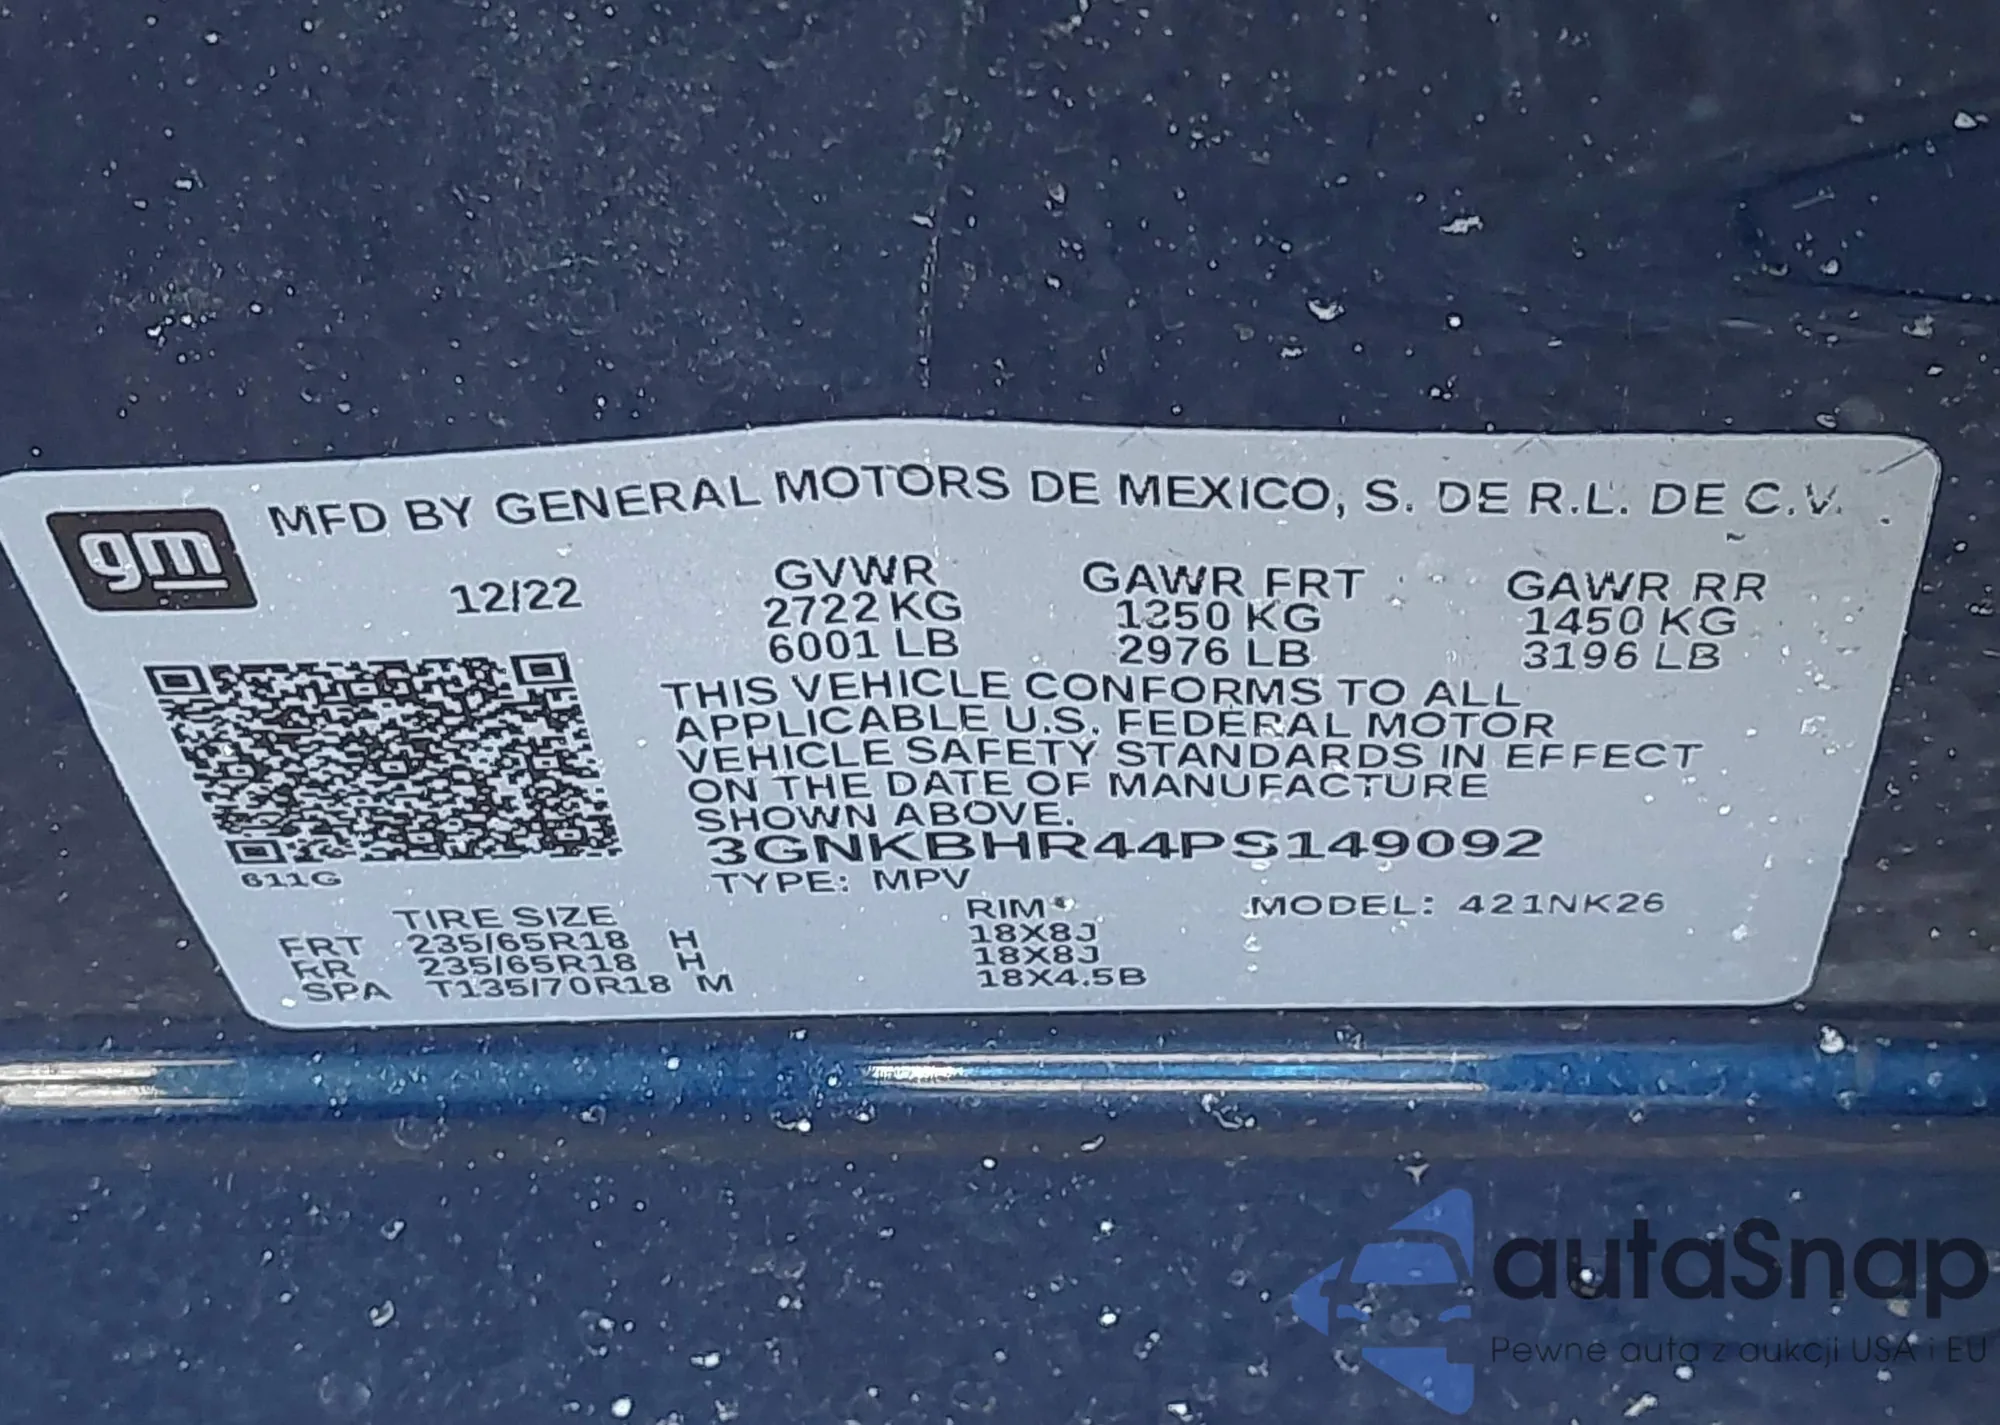 gm
MFD BY GENERAL MOTORS DE MEXICO, S. DE R.L. DE C.V.
12/22
GVWR GAWR FRT GAWR RR
2722 KG 1350 KG 1450 KG
6001 LB 2976 LB 3196 LB
THIS VEHICLE CONFORMS TO ALL
APPLICABLE U.S. FEDERAL MOTOR
VEHICLE SAFETY STANDARDS IN EFFECT
ON THE DATE OF MANUFACTURE
SHOWN ABOVE.
3GNKBHR44PS149092
611G
TYPE: MPV
TIRE SIZE RIM MODEL: 421NK26
FRT 235/65R18 H 18X8J
RR 235/65R18 H 18X8J
SPA T135/70R18 M 18X4.5B
autaSnap
Pewne auta z aukcji USA i EU